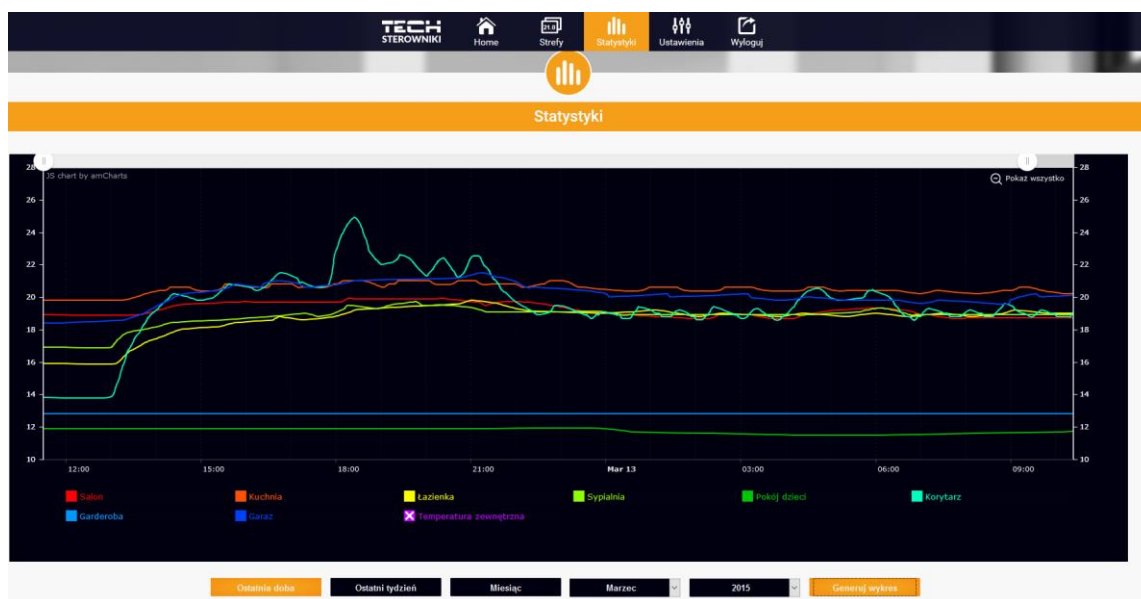 TECH
STEROWNIKI
Home
21.0
Strefy
Statystyki
Ustawienia
Wyloguj
Statystyki
JS chart by amCharts
Pokaż wszystko
28 28
26 26
24 24
22 22
20 20
18 18
16 16
14 14
12 12
10 10
12:00 15:00 18:00 21:00 Mar 13 03:00 06:00 09:00
Salon Kuchnia Łazienka Sypialnia Pokój dzieci Korytarz
Garderoba Garaż Temperatura zewnętrzna
Ostatnia doba Ostatni tydzień Miesiąc Marzec 2015 Generuj wykres